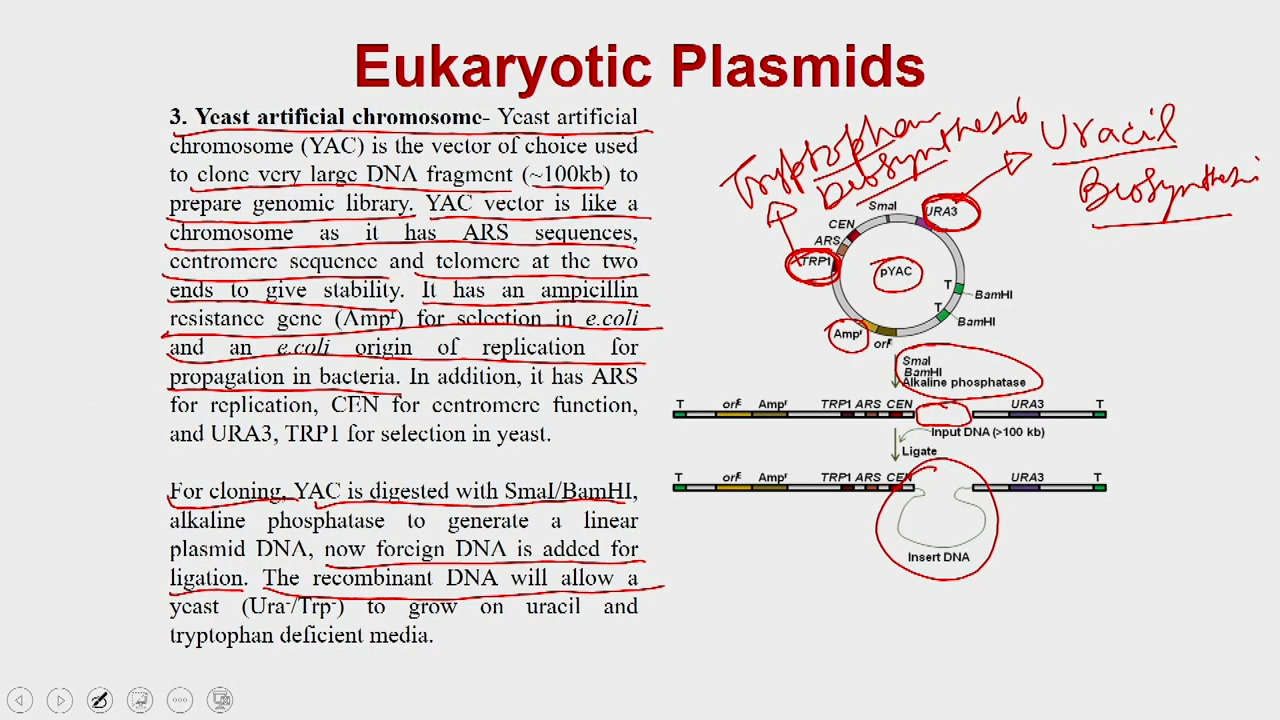 Eukaryotic Plasmids
3. Yeast artificial chromosome- Yeast artificial
chromosome (YAC) is the vector of choice used
to clone very large DNA fragment (~100kb) to
prepare genomic library. YAC vector is like a
chromosome as it has ARS sequences,
centromere sequence and telomere at the two
ends to give stability. It has an ampicillin
resistance gene (Ampr) for selection in e.coli
and an e.coli origin of replication for
propagation in bacteria. In addition, it has ARS
for replication, CEN for centromere function,
and URA3, TRP1 for selection in yeast.
For cloning, YAC is digested with SmaI/BamHI,
alkaline phosphatase to generate a linear
plasmid DNA, now foreign DNA is added for
ligation. The recombinant DNA will allow a
yeast (Ura-/Trp-) to grow on uracil and
tryptophan deficient media.
Tryptophan
Biosynthesis
Uracil
Biosynthesis
SmaI
URA3
CEN
ARS
TRP1
pYAC
T
BamHI
T
BamHI
Ampr
oriE
SmaI
BamHI
Alkaline phosphatase
T oriE Ampr TRP1 ARS CEN URA3 T
Input DNA (>100 kb)
Ligate
T oriE Ampr TRP1 ARS CEN URA3 T
Insert DNA